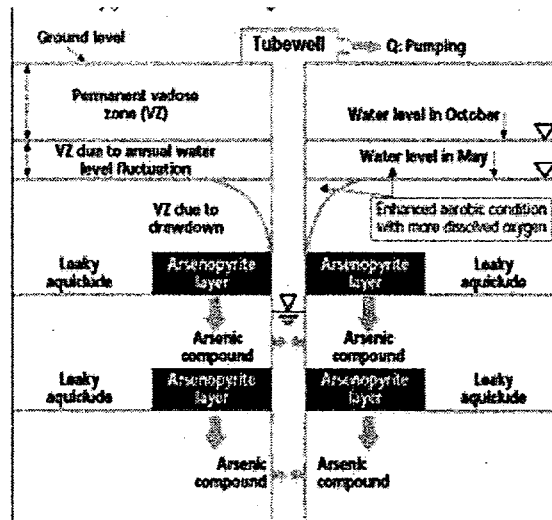 Ground level
Tubewell
Q: Pumping
Permanent vadose
zone (VZ)
Water level in October
VZ due to annual water
level fluctuation
Water level in May
VZ due to
drawdown
Enhanced aerobic condition
with more dissolved oxygen
Leaky
aquiclude
Arsenopyrite
layer
Arsenopyrite
layer
Leaky
aquiclude
Arsenic
compound
Arsenic
compound
Leaky
aquiclude
Arsenopyrite
layer
Arsenopyrite
layer
Leaky
aquiclude
Arsenic
compound
Arsenic
compound